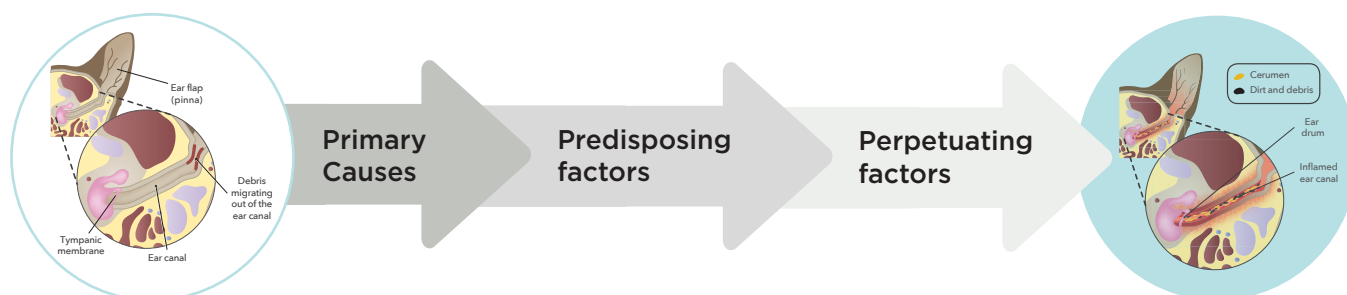 Ear flap
(pinna)
Debris
migrating
out of the
ear canal
Tympanic
membrane
Ear canal
Primary
Causes
Predisposing
factors
Perpetuating
factors
Cerumen
Dirt and debris
Ear
drum
Inflamed
ear canal